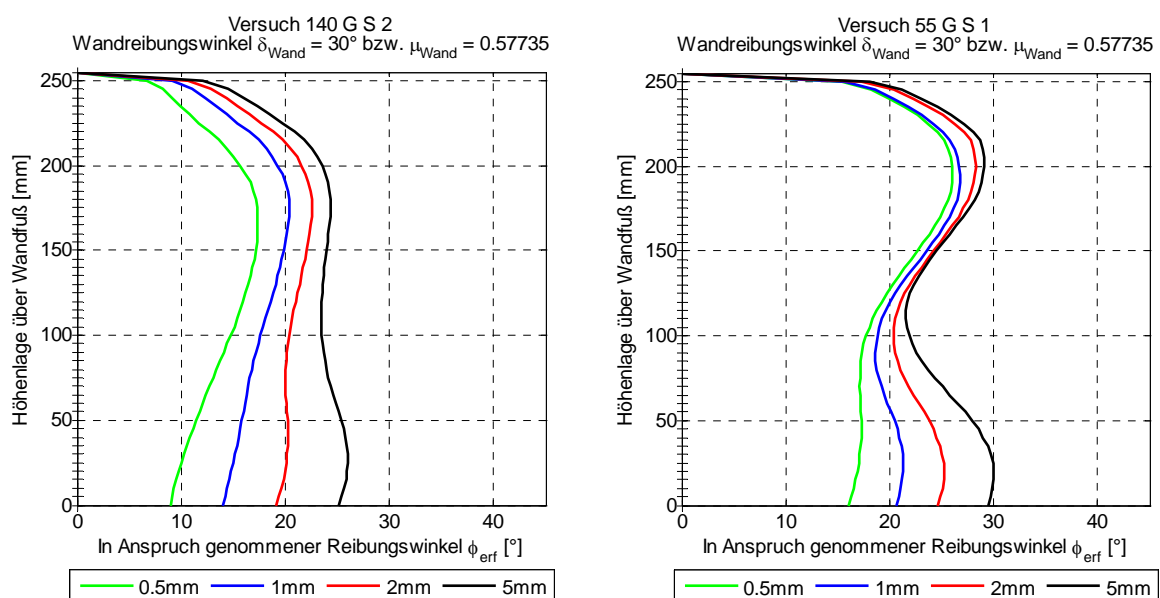 Versuch 140 G S 2
Wandreibungswinkel δWand = 30° bzw. μWand = 0.57735
250
200
150
100
50
0
Höhenlage über Wandfuß [mm]
0 10 20 30 40
In Anspruch genommener Reibungswinkel ϕerf [°]
0.5mm 1mm 2mm 5mm
Versuch 55 G S 1
Wandreibungswinkel δWand = 30° bzw. μWand = 0.57735
250
200
150
100
50
0
Höhenlage über Wandfuß [mm]
0 10 20 30 40
In Anspruch genommener Reibungswinkel ϕerf [°]
0.5mm 1mm 2mm 5mm